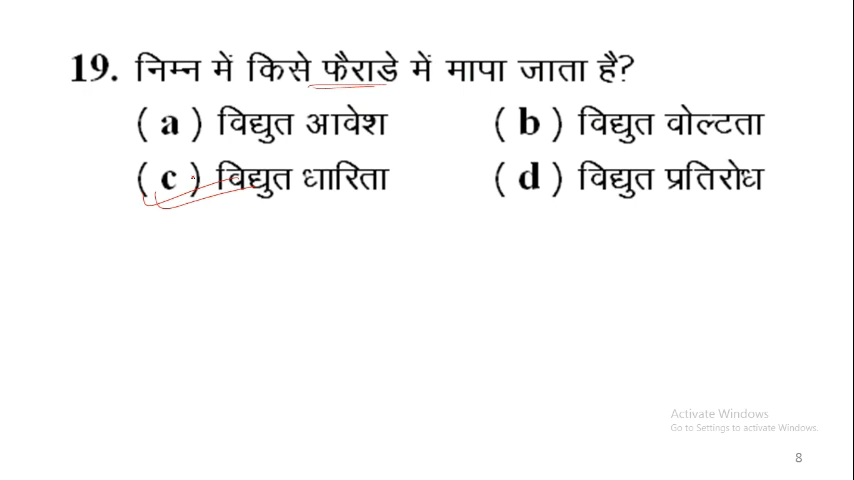 19. निम्न में किसे फैराडे में मापा जाता है?
( a ) विद्युत आवेश ( b ) विद्युत वोल्टता
( c ) विद्युत धारिता ( d ) विद्युत प्रतिरोध
Activate Windows
Go to Settings to activate Windows.
8